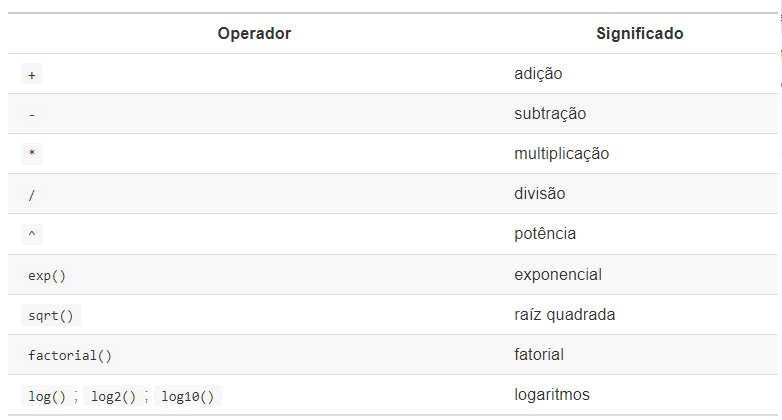 Operador Significado
+ adição
- subtração
* multiplicação
/ divisão
^ potência
exp() exponencial
sqrt() raíz quadrada
factorial() fatorial
log() ; log2() ; log10() logaritmos